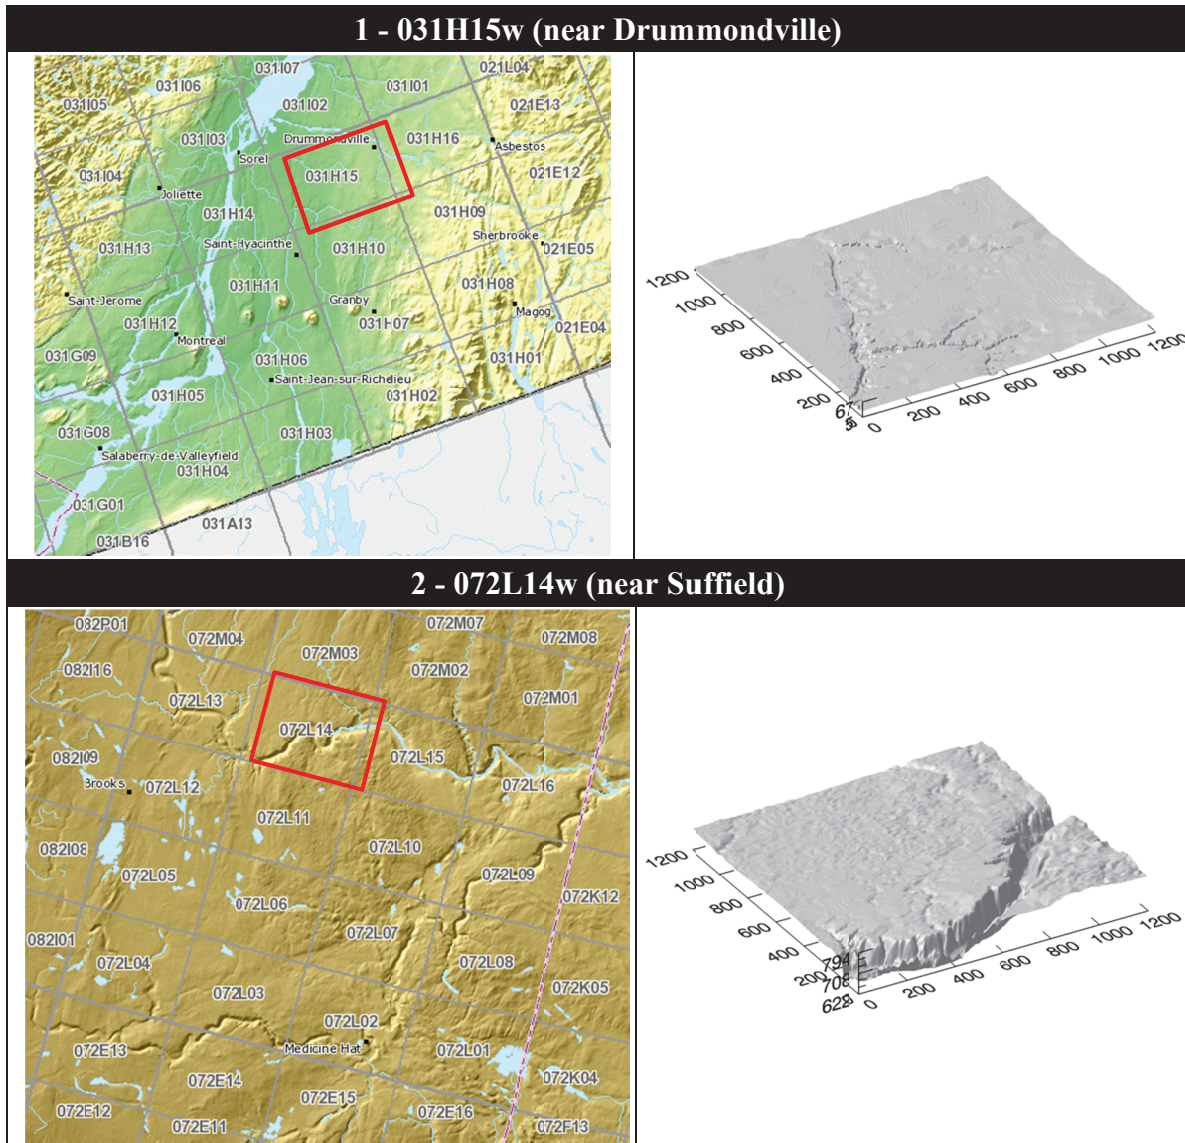 1 - 031H15w (near Drummondville)
031I07
021L04
031I06
031I01
031I05
031I02
021E13
031I03
Drummondville
031H16
Asbestos
Sorel
031I04
031H15
021E12
Joliette
031H14
031H09
031H13
Saint-Hyacinthe
031H10
Sherbrooke
021E05
031H11
031H08
Saint-Jerome
Granby
Magog
031H12
031H07
021E04
Montreal
031G09
031H06
031H01
Saint-Jean-sur-Richelieu
031H05
031H02
031G08
031H03
Salaberry-de-Valleyfield
031H04
031G01
031A13
031B16
1200
1000
800
600
400
200
67
0
200
400
600
800
1000
1200
2 - 072L14w (near Suffield)
082P01
072M04
072M07
072M08
072M03
082I16
072M02
072L13
072M01
072L14
082I09
072L15
Brooks
072L12
072L16
072L11
082I08
072L10
072L05
072L09
072L06
072K12
072L07
082I01
072L04
072L08
072L03
072K05
072L02
072E13
Medicine Hat
072L01
072E14
072K04
072E15
072E12
072E16
072E11
072F13
1200
1000
800
600
400
200
794
708
628
0
200
400
600
800
1000
1200